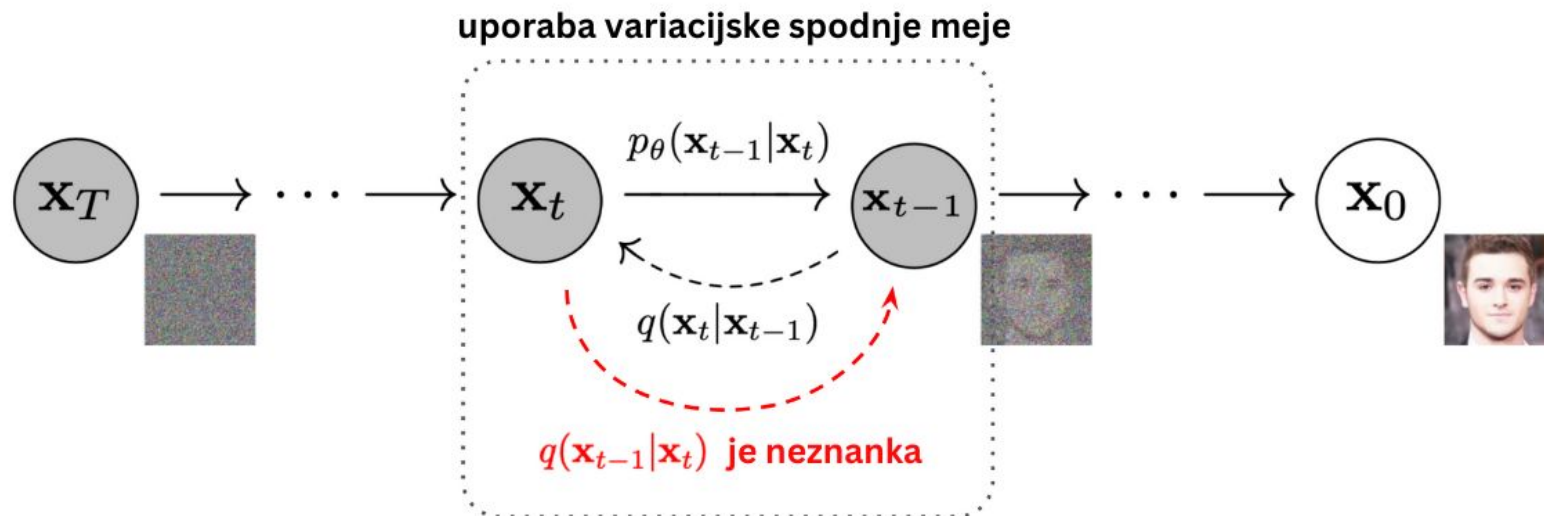 uporaba variacijske spodnje meje
p_θ(x_{t−1}|x_t)
x_T → ··· → x_t → x_{t−1} → ··· → x_0
q(x_t|x_{t−1})
q(x_{t−1}|x_t) je neznanka